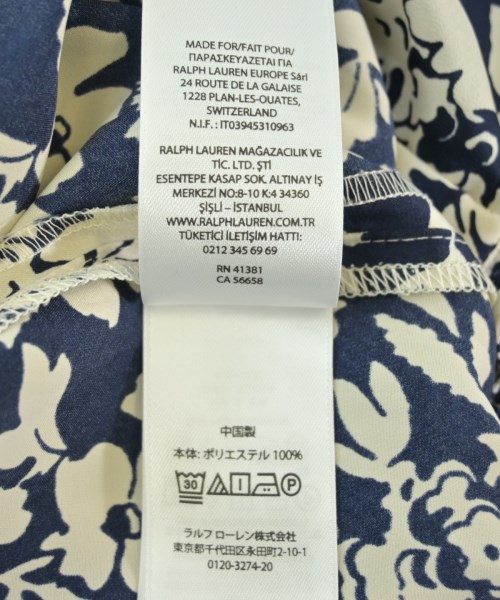 MADE FOR/FAIT POUR/
ΠΑΡΑΣΚΕΥΑΖΕΤΑΙ ΓΙΑ
RALPH LAUREN EUROPE Sárl
24 ROUTE DE LA GALAISE
1228 PLAN-LES-OUATES,
SWITZERLAND
N.I.F. : IT03945310963
RALPH LAUREN MAĞAZACILIK VE
TİC. LTD. ŞTİ
ESENTEPE KASAP SOK. ALTINAY İŞ
MERKEZİ NO:8-10 K:4 34360
ŞİŞLİ – İSTANBUL
WWW.RALPHLAUREN.COM.TR
TÜKETİCİ İLETİŞİM HATTI:
0212 345 69 69
RN 41381
CA 56658
中国製
本体: ポリエステル 100%
30 P
ラルフ ローレン株式会社
東京都千代田区永田町2-10-1
0120-3274-20